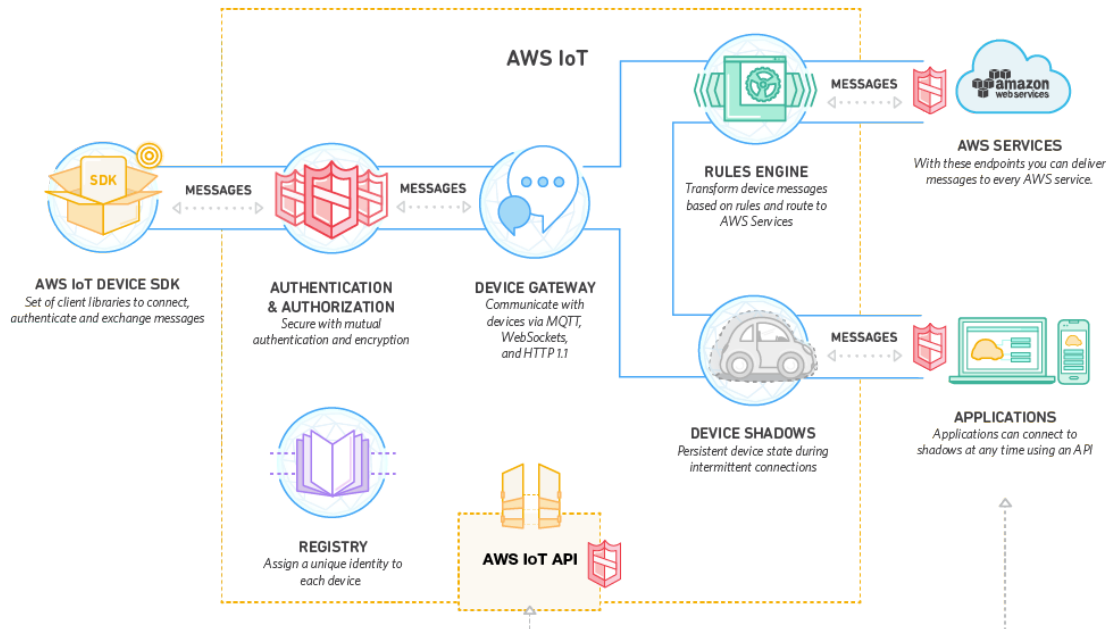 AWS IoT
SDK
MESSAGES
MESSAGES
MESSAGES
amazon
webservices
AWS IoT DEVICE SDK
Set of client libraries to connect,
authenticate and exchange messages
AUTHENTICATION
& AUTHORIZATION
Secure with mutual
authentication and encryption
DEVICE GATEWAY
Communicate with
devices via MQTT,
WebSockets,
and HTTP 1.1
RULES ENGINE
Transform device messages
based on rules and route to
AWS Services
AWS SERVICES
With these endpoints you can deliver
messages to every AWS service.
MESSAGES
DEVICE SHADOWS
Persistent device state during
intermittent connections
APPLICATIONS
Applications can connect to
shadows at any time using an API
REGISTRY
Assign a unique identity to
each device
AWS IoT API